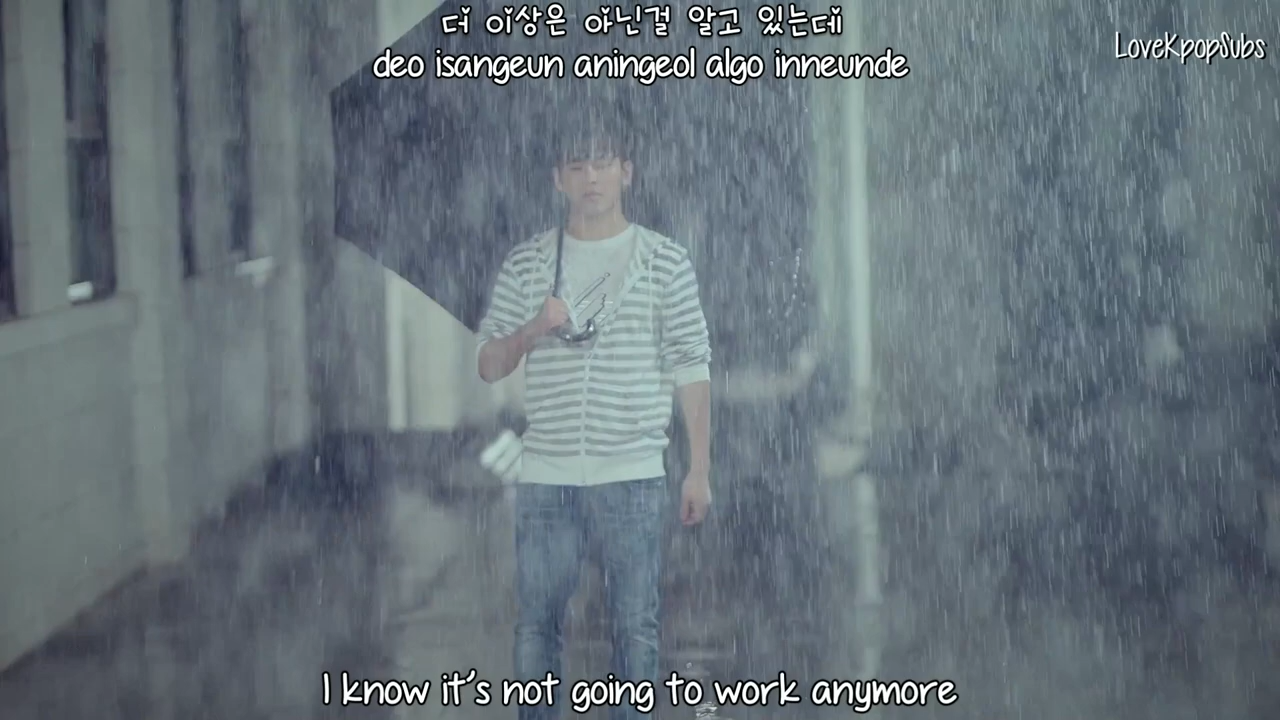 더 이상은 아닌걸 알고 있는데
deo isangeun aningeol algo inneunde
LoveKpopSubs
I know it's not going to work anymore